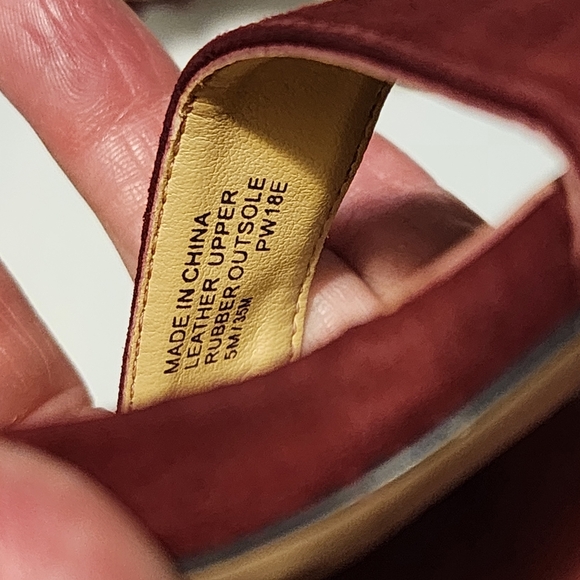 MADE IN CHINA
LEATHER UPPER
RUBBER OUTSOLE
5M/35M PW18E